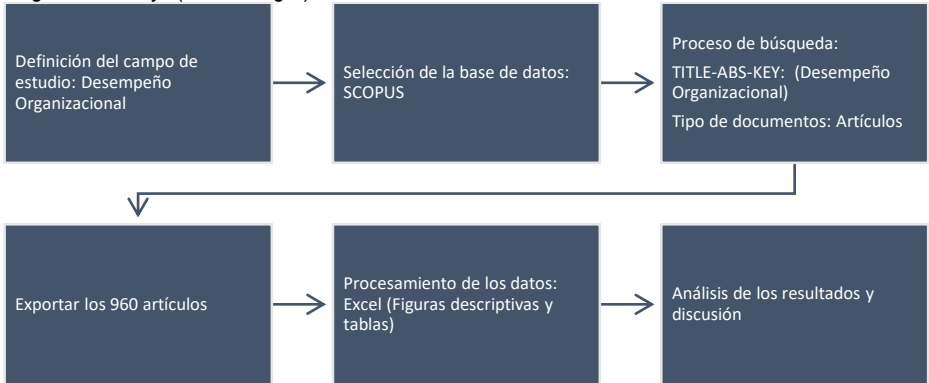 Definición del campo de
estudio: Desempeño
Organizacional
Selección de la base de datos:
SCOPUS
Proceso de búsqueda:
TITLE-ABS-KEY: (Desempeño
Organizacional)
Tipo de documentos: Artículos
Exportar los 960 artículos
Procesamiento de los datos:
Excel (Figuras descriptivas y
tablas)
Análisis de los resultados y
discusión